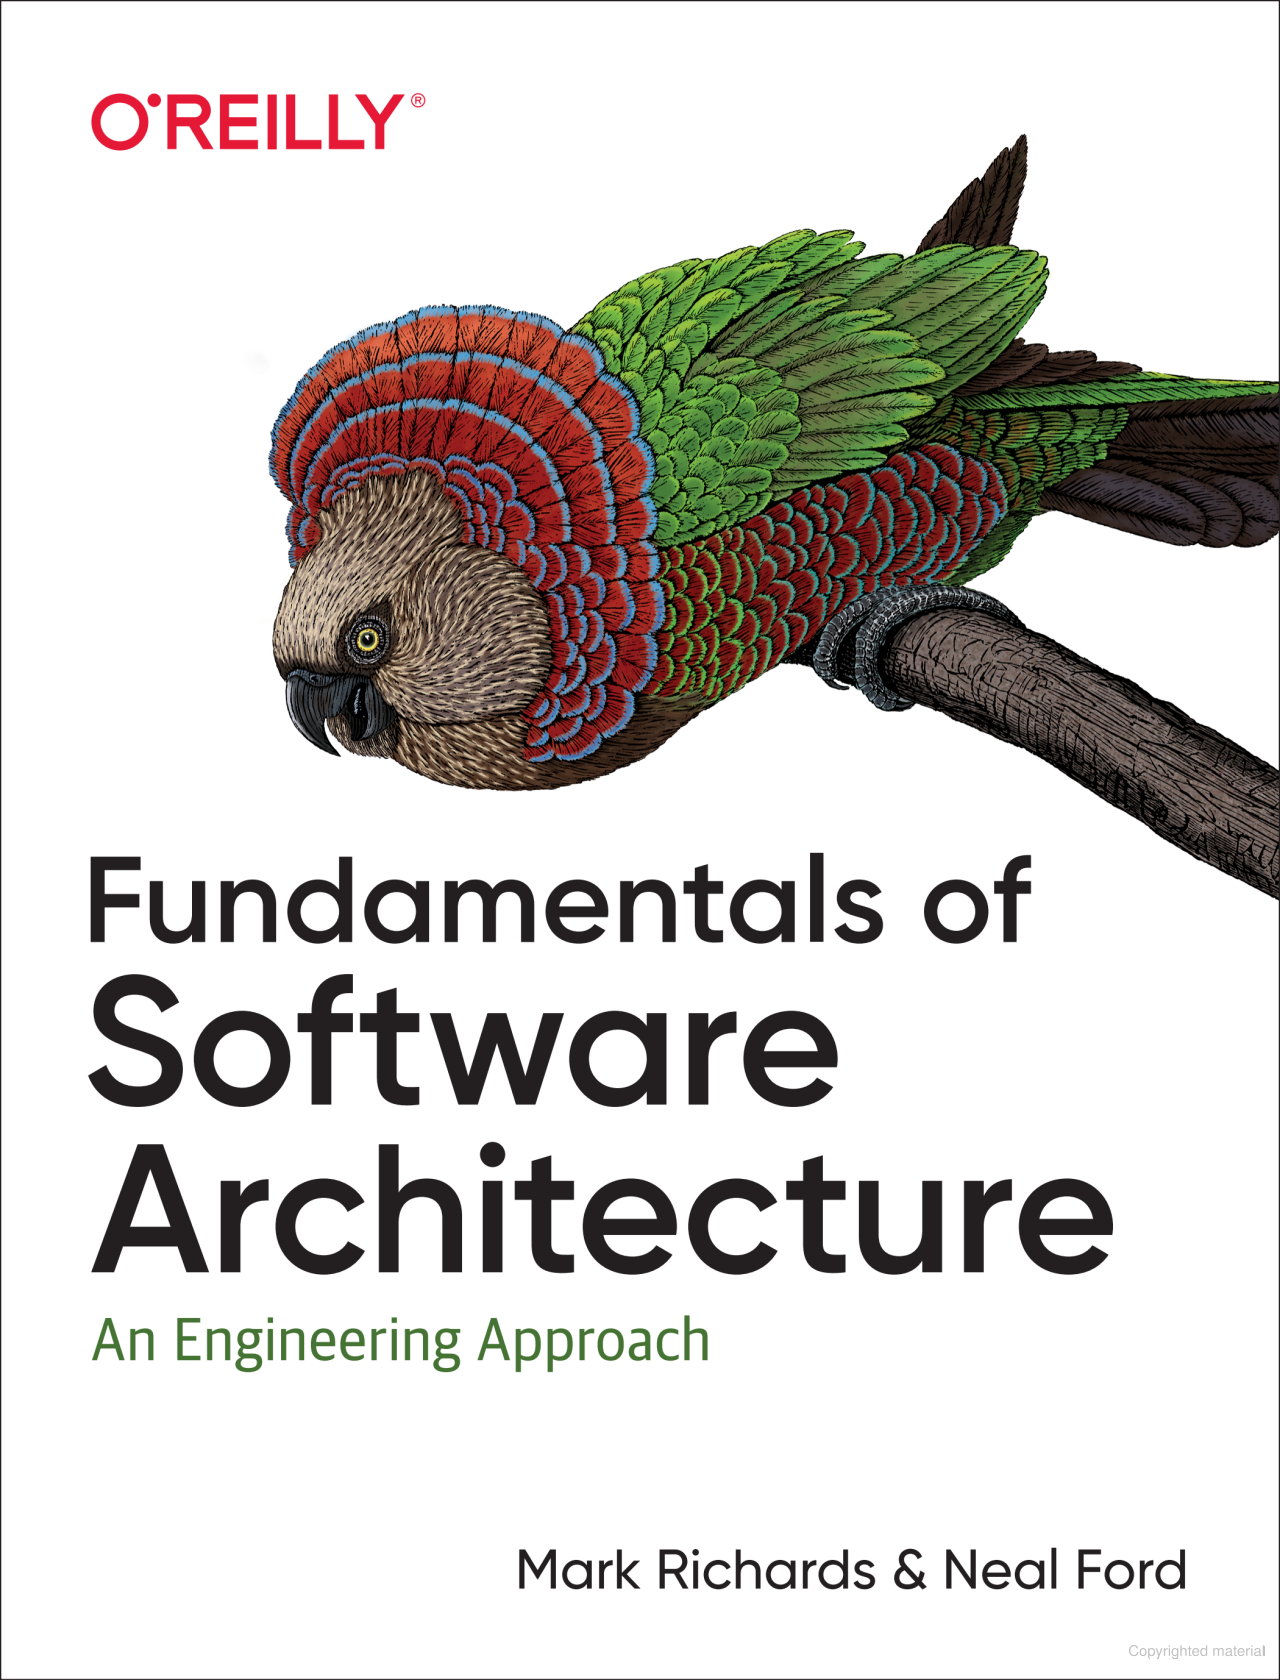 O'REILLY®
Fundamentals of
Software
Architecture
An Engineering Approach
Mark Richards & Neal Ford
Copyrighted material